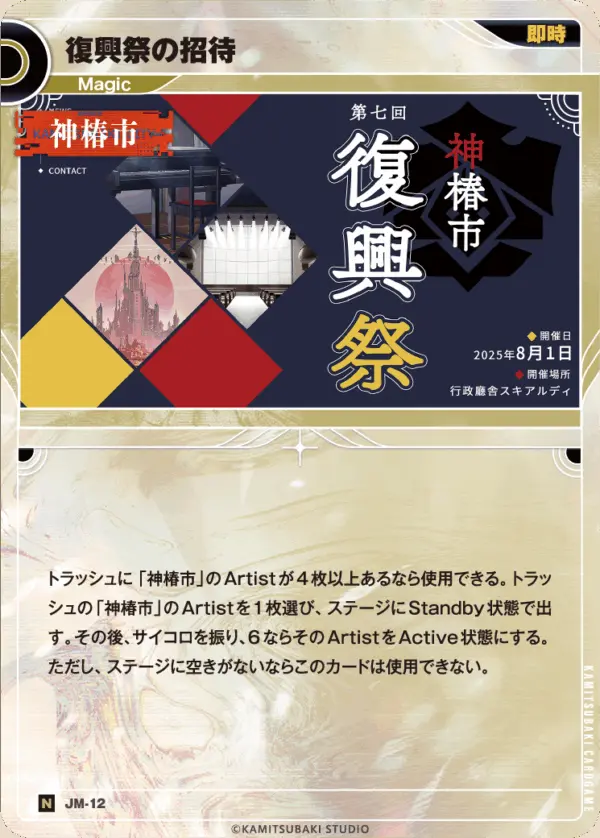 復興祭の招待
即時
Magic
神椿市
CONTACT
第七回
復興祭
神椿市
開催日
2025年8月1日
開催場所
行政廳舎スキアルディ
トラッシュに「神椿市」のArtistが4枚以上あるなら使用できる。トラッ
シュの「神椿市」のArtistを1枚選び、ステージにStandby状態で出
す。その後、サイコロを振り、6ならそのArtistをActive状態にする。
ただし、ステージに空きがないならこのカードは使用できない。
KAMITSUBAKI CARDGAME
N JM-12
©KAMITSUBAKI STUDIO